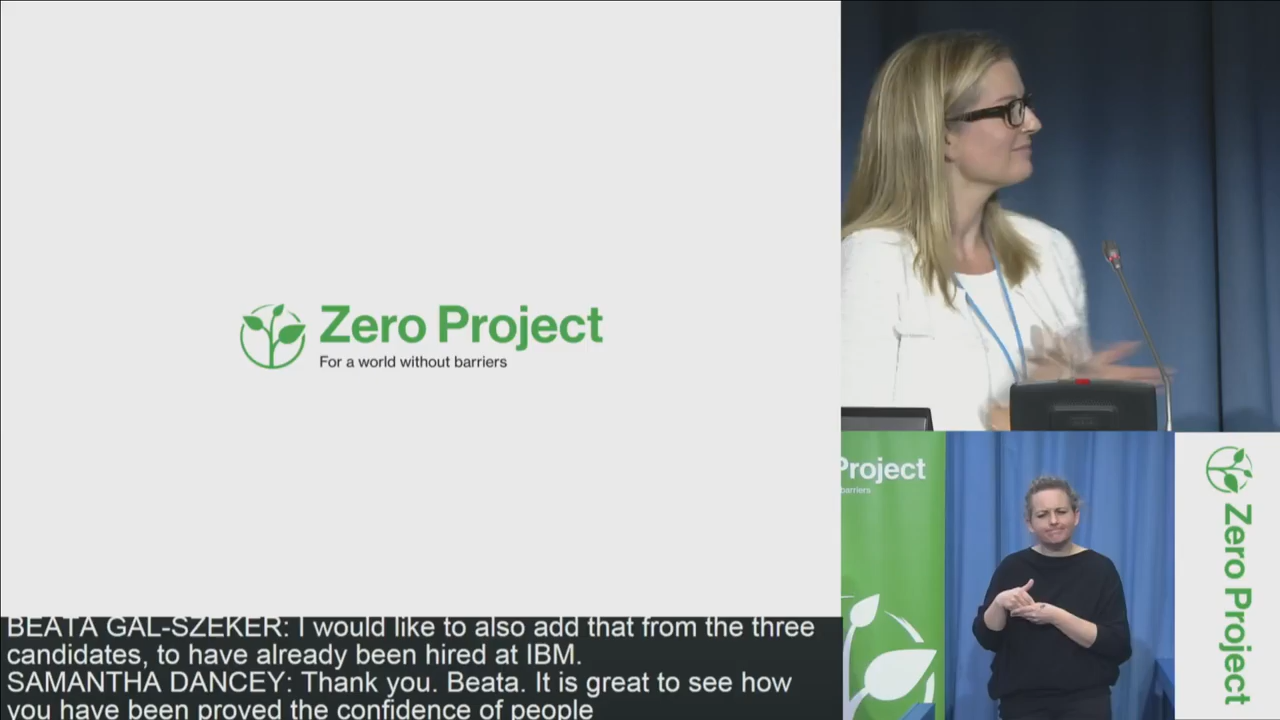 Zero Project
For a world without barriers
Project
barriers
Zero Project
BEATA GAL-SZEKER: I would like to also add that from the three
candidates, to have already been hired at IBM.
SAMANTHA DANCEY: Thank you. Beata. It is great to see how
you have been proved the confidence of people